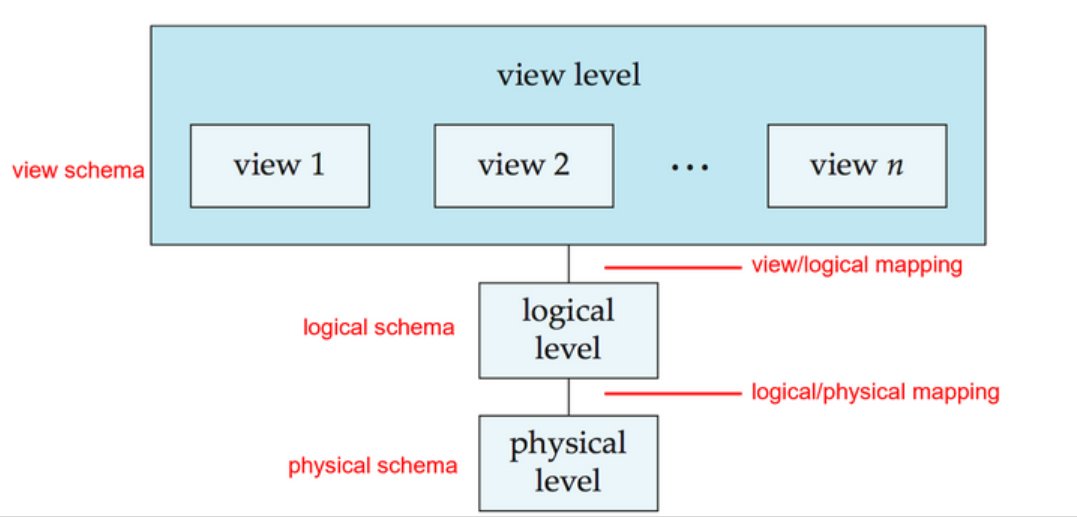 view level
view schema
view 1
view 2
...
view n
view/logical mapping
logical schema
logical
level
logical/physical mapping
physical schema
physical
level